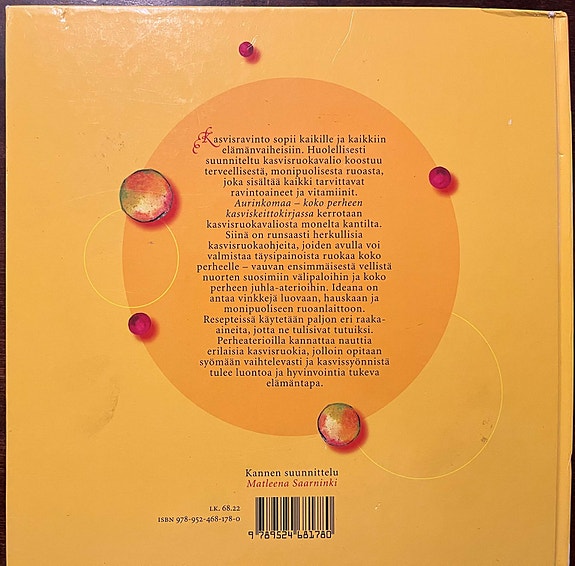 Kasvisravinto sopii kaikille ja kaikkiin
elämänvaiheisiin. Huolellisesti
suunniteltu kasvisruokavalio koostuu
terveellisestä, monipuolisesta ruoasta,
joka sisältää kaikki tarvittavat
ravintoaineet ja vitamiinit.
Aurinkomaa – koko perheen
kasviskeittokirjassa kerrotaan
kasvisruokavaliosta monelta kantilta.
Siinä on runsaasti herkullisia
kasvisruokaohjeita, joiden avulla voi
valmistaa täysipainoista ruokaa koko
perheelle – vauvan ensimmäisestä vellistä
nuorten suosimiin välipaloihin ja koko
perheen juhla-aterioihin. Ideana on
antaa vinkkejä luovaan, hauskaan ja
monipuoliseen ruoanlaittoon.
Resepteissä käytetään paljon eri raaka-
aineita, jotta ne tulisivat tutuiksi.
Perheaterioilla kannattaa nauttia
erilaisia kasvisruokia, jolloin opitaan
syömään vaihtelevasti ja kasvissyönnistä
tulee luontoa ja hyvinvointia tukeva
elämäntapa.
Kannen suunnittelu
Matleena Saarninki
LK. 68.22
ISBN 978-952-468-178-0
9 789524 681780